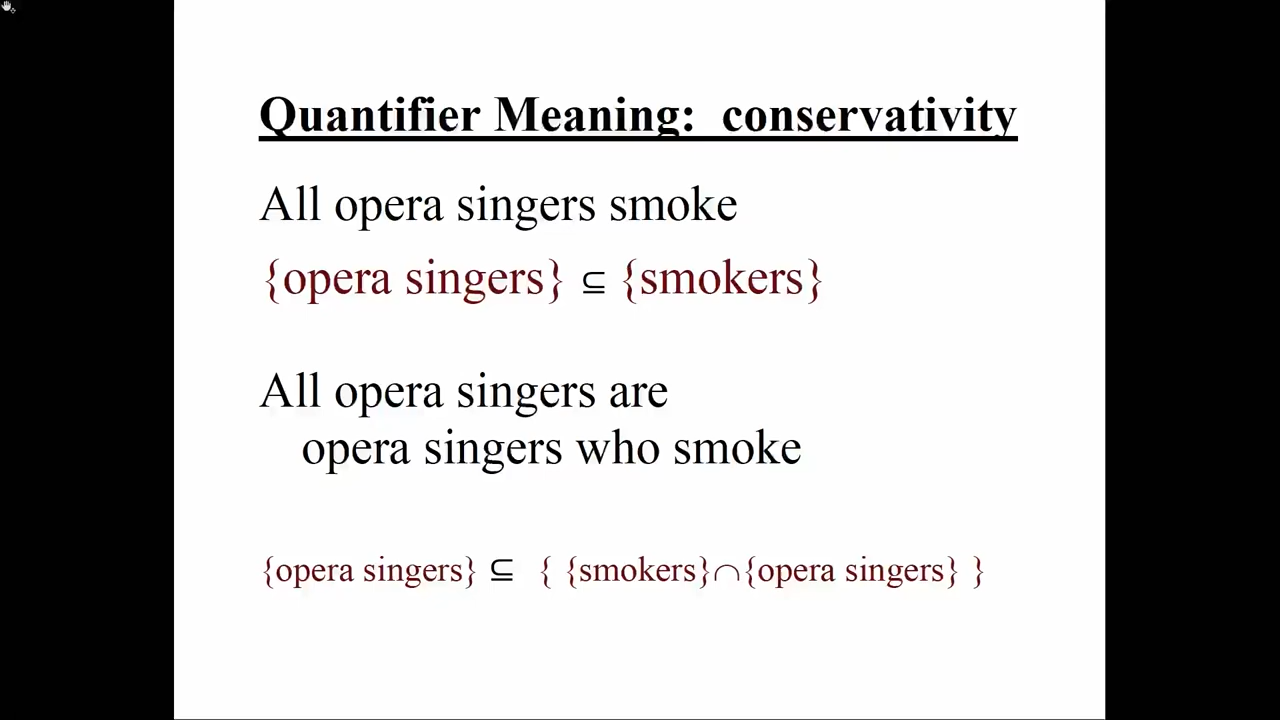 Quantifier Meaning: conservativity
All opera singers smoke
{opera singers} ⊆ {smokers}
All opera singers are
opera singers who smoke
{opera singers} ⊆ { {smokers}∩{opera singers} }